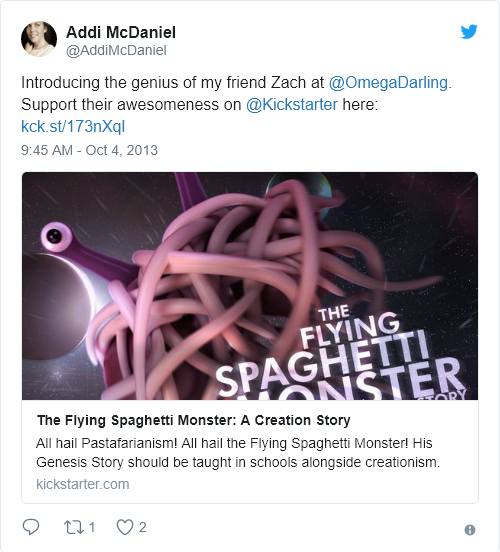 Addi McDaniel
@AddiMcDaniel
Introducing the genius of my friend Zach at @OmegaDarling.
Support their awesomeness on @Kickstarter here:
kck.st/173nXql
9:45 AM - Oct 4, 2013
THE
FLYING
SPAGHETTI
MONSTER
STORY
The Flying Spaghetti Monster: A Creation Story
All hail Pastafarianism! All hail the Flying Spaghetti Monster! His
Genesis Story should be taught in schools alongside creationism.
kickstarter.com
1
2